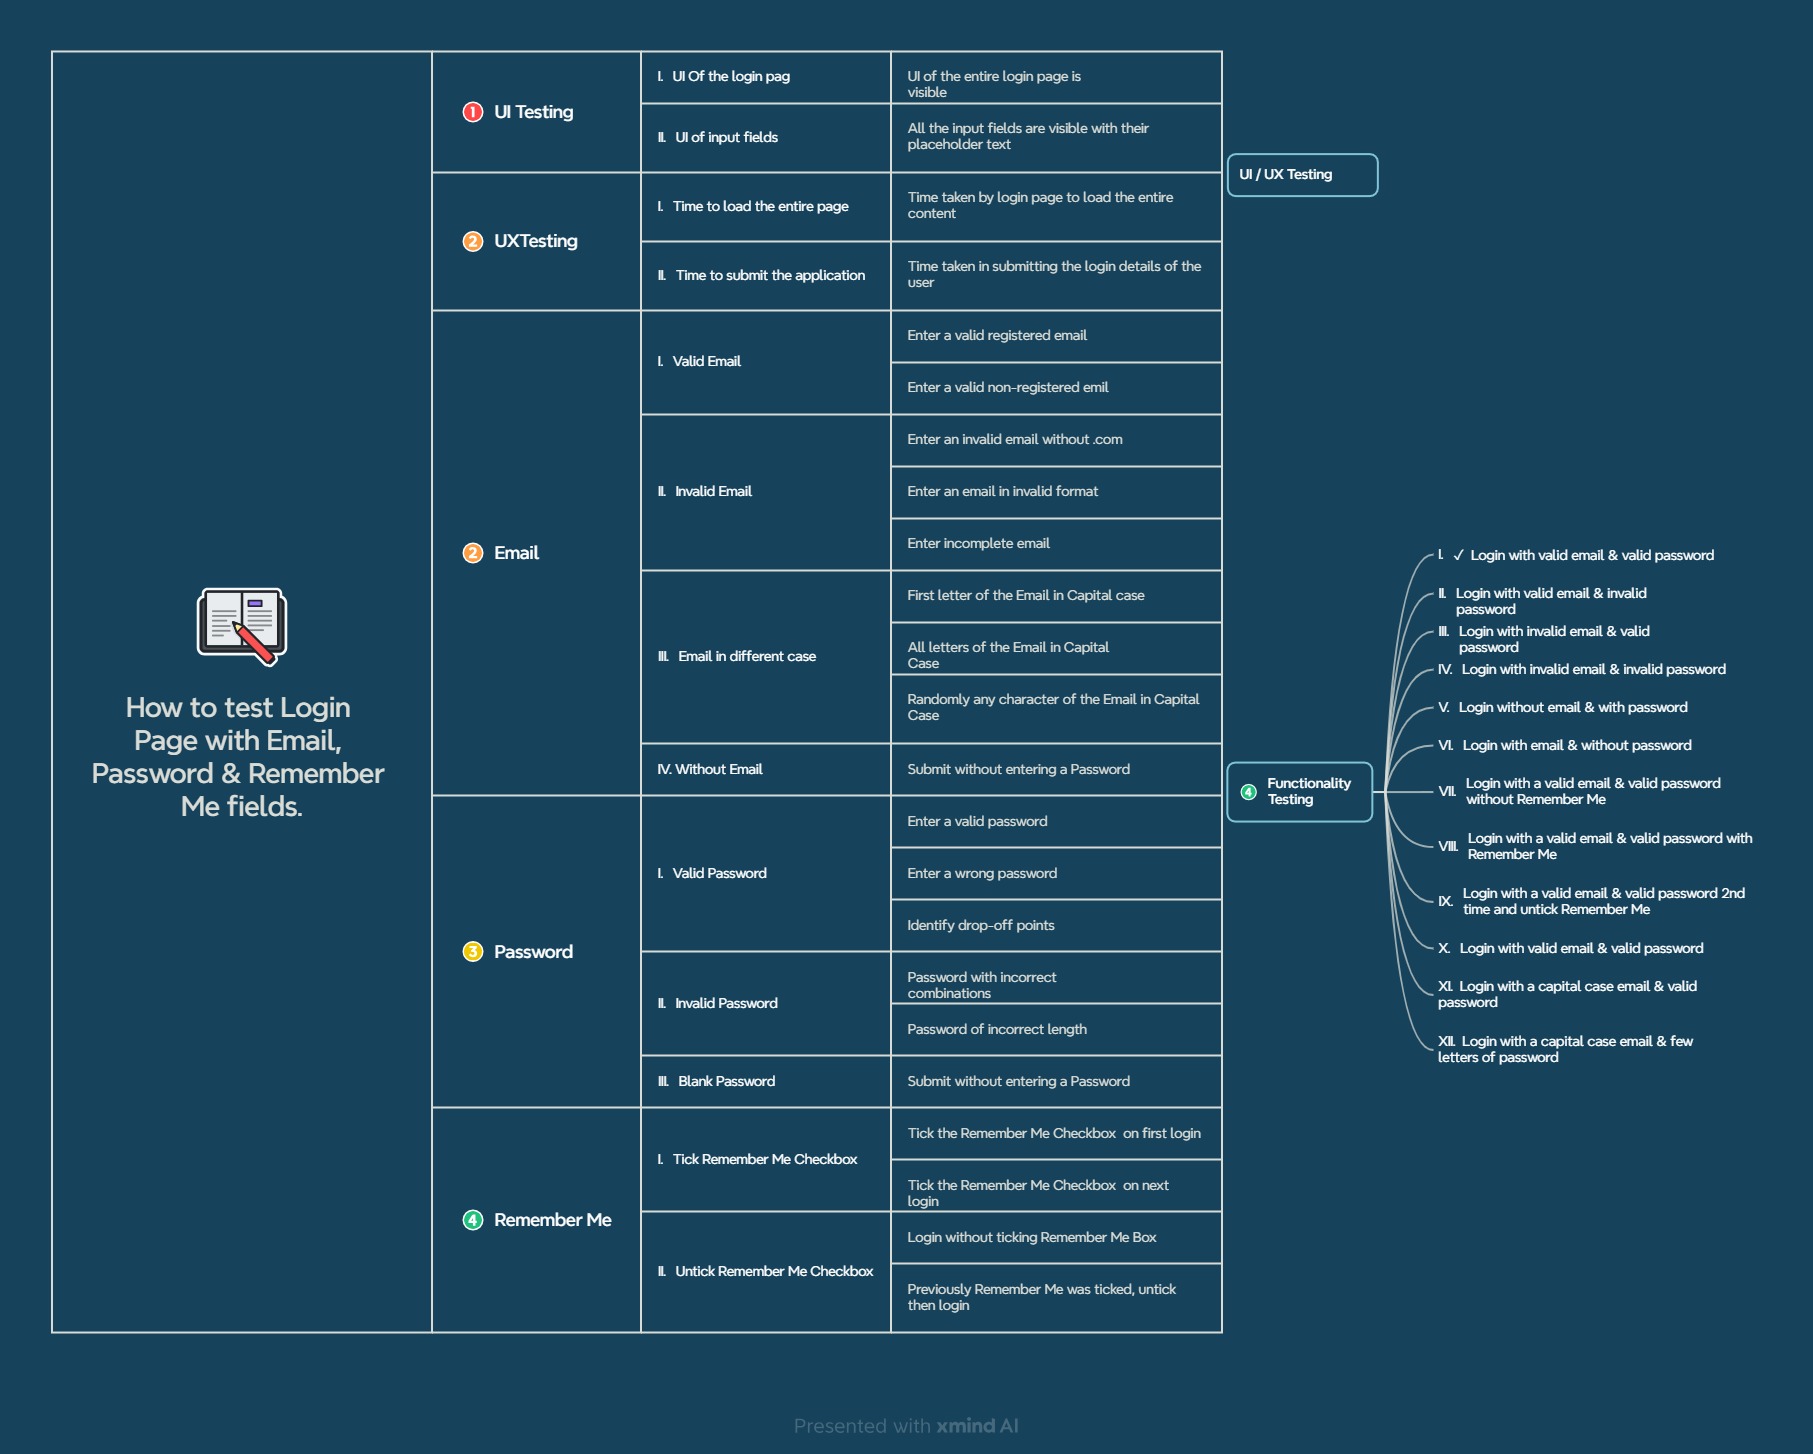 How to test Login
Page with Email,
Password & Remember
Me fields.
1 UI Testing
I. UI Of the login pag
UI of the entire login page is
visible
II. UI of input fields
All the input fields are visible with their
placeholder text
2 UXTesting
I. Time to load the entire page
Time taken by login page to load the entire
content
II. Time to submit the application
Time taken in submitting the login details of the
user
2 Email
I. Valid Email
Enter a valid registered email
Enter a valid non-registered emil
II. Invalid Email
Enter an invalid email without .com
Enter an email in invalid format
Enter incomplete email
III. Email in different case
First letter of the Email in Capital case
All letters of the Email in Capital
Case
Randomly any character of the Email in Capital
Case
IV. Without Email
Submit without entering a Password
3 Password
I. Valid Password
Enter a valid password
Enter a wrong password
Identify drop-off points
II. Invalid Password
Password with incorrect
combinations
Password of incorrect length
III. Blank Password
Submit without entering a Password
4 Remember Me
I. Tick Remember Me Checkbox
Tick the Remember Me Checkbox on first login
Tick the Remember Me Checkbox on next
login
II. Untick Remember Me Checkbox
Login without ticking Remember Me Box
Previously Remember Me was ticked, untick
then login
UI / UX Testing
4 Functionality
Testing
I. ✓ Login with valid email & valid password
II. Login with valid email & invalid
password
III. Login with invalid email & valid
password
IV. Login with invalid email & invalid password
V. Login without email & with password
VI. Login with email & without password
VII. Login with a valid email & valid password
without Remember Me
VIII. Login with a valid email & valid password with
Remember Me
IX. Login with a valid email & valid password 2nd
time and untick Remember Me
X. Login with valid email & valid password
XI. Login with a capital case email & valid
password
XII. Login with a capital case email & few
letters of password
Presented with xmind AI